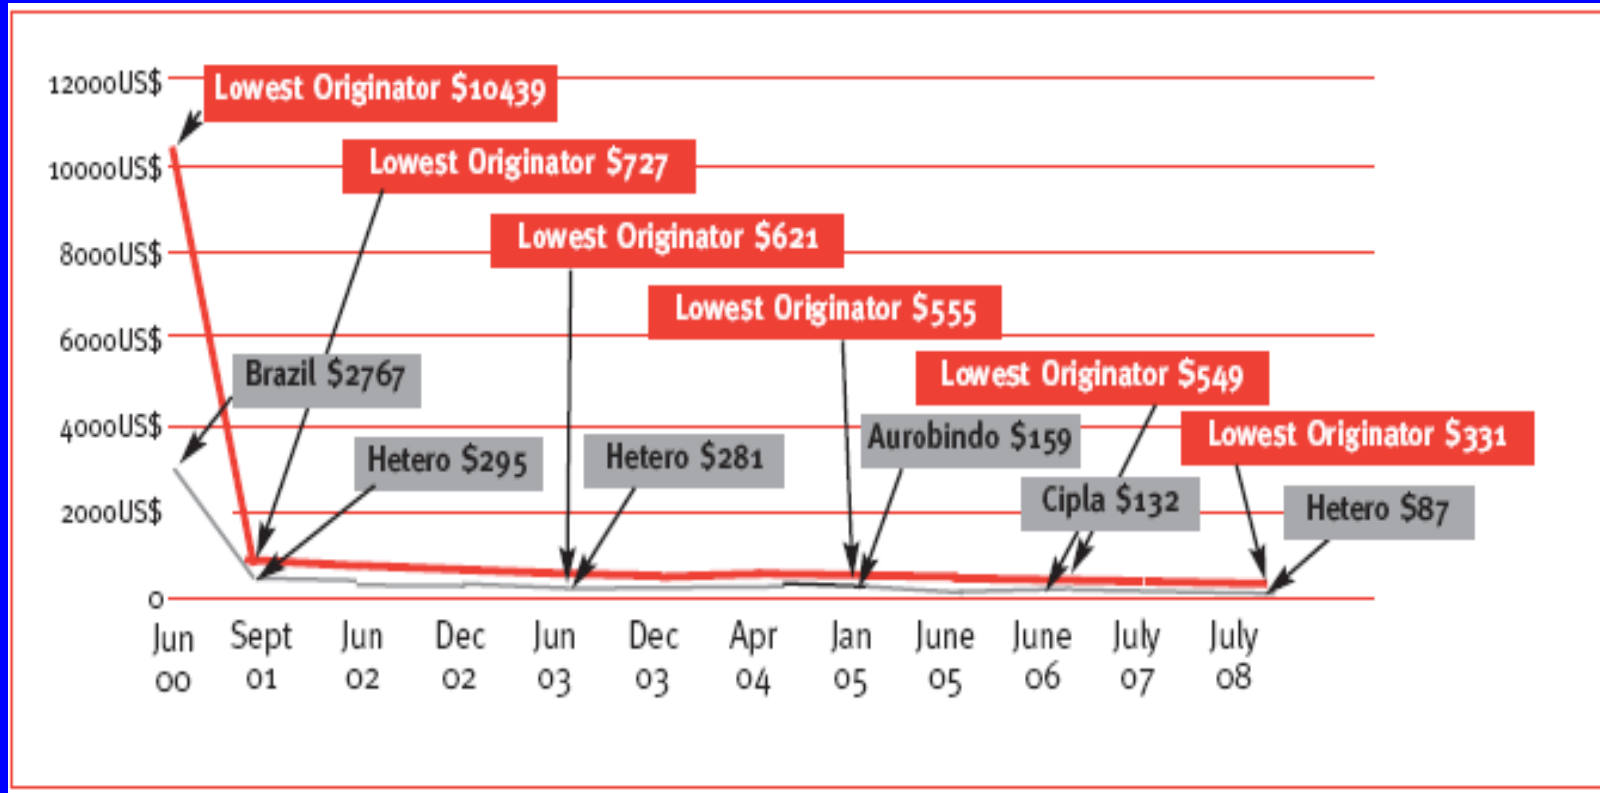 12000US$
Lowest Originator $10439
10000US$
Lowest Originator $727
8000US$
Lowest Originator $621
6000US$
Lowest Originator $555
Brazil $2767
Lowest Originator $549
4000US$
Hetero $295
Hetero $281
Aurobindo $159
Lowest Originator $331
2000US$
Cipla $132
Hetero $87
0
Jun Sept Jun Dec Jun Dec Apr Jan June June July July
00 01 02 02 03 03 04 05 05 06 07 08